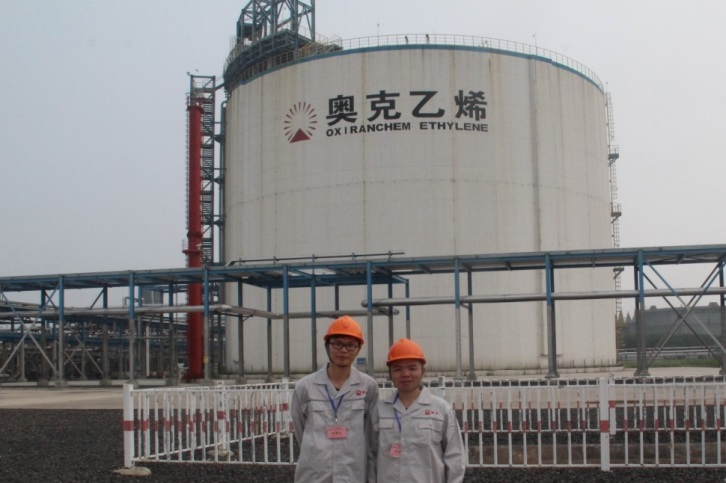 奥克乙烯
OXIRANCHEM ETHYLENE